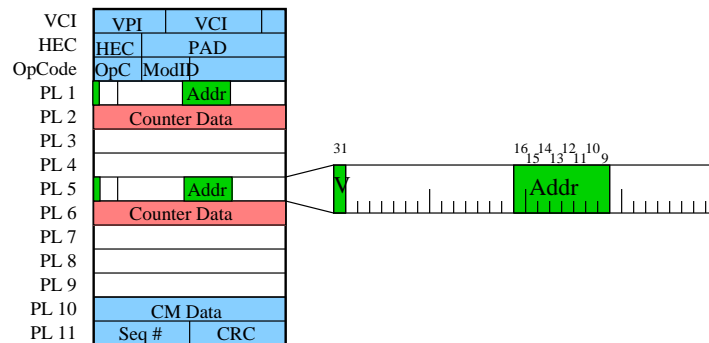 VCI VPI VCI
HEC HEC PAD
OpCode OpC ModID
PL 1 Addr
PL 2 Counter Data
PL 3
PL 4
PL 5 Addr
PL 6 Counter Data
PL 7
PL 8
PL 9
PL 10 CM Data
PL 11 Seq # CRC
31 16 15 14 13 12 11 10 9
V Addr